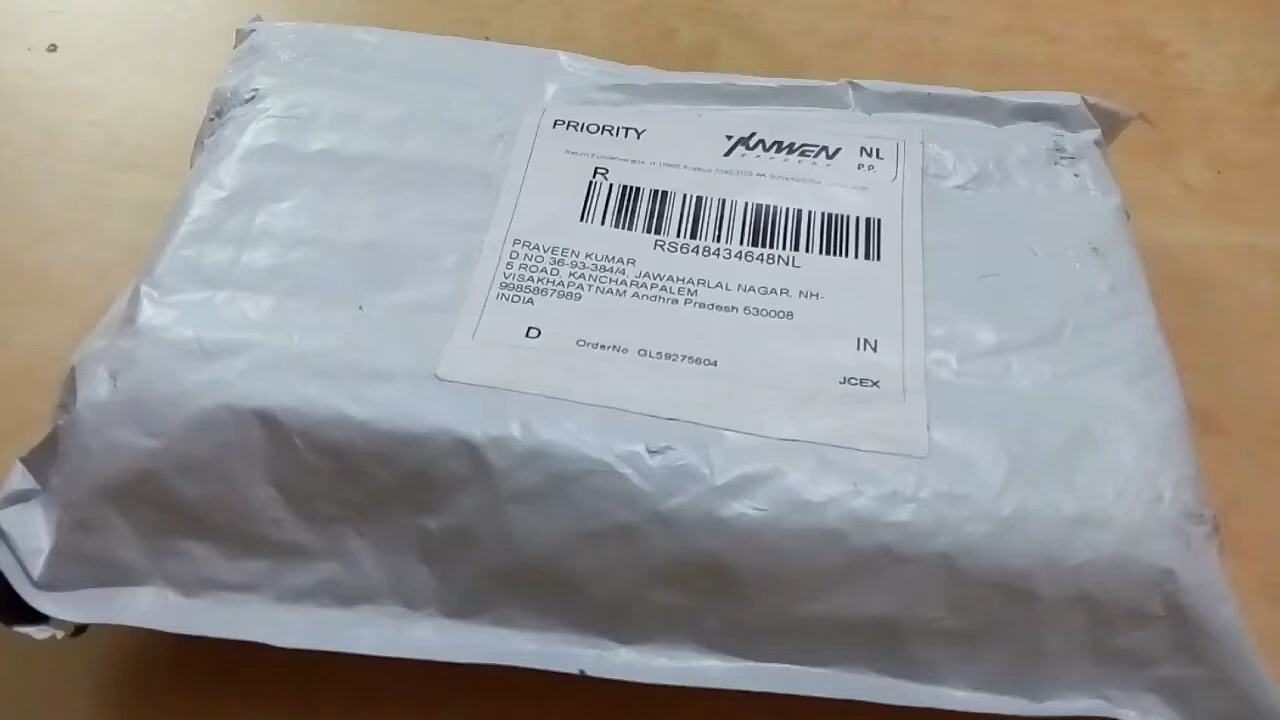 PRIORITY
YANWEN
EXPRESS
NL
P.P.
R
RS648434648NL
PRAVEEN KUMAR
D.NO 36-93-384/4, JAWAHARLAL NAGAR, NH-
5 ROAD, KANCHARAPALEM
VISAKHAPATNAM Andhra Pradesh 530008
9985867989
INDIA
D
IN
OrderNo GL59275604
JCEX